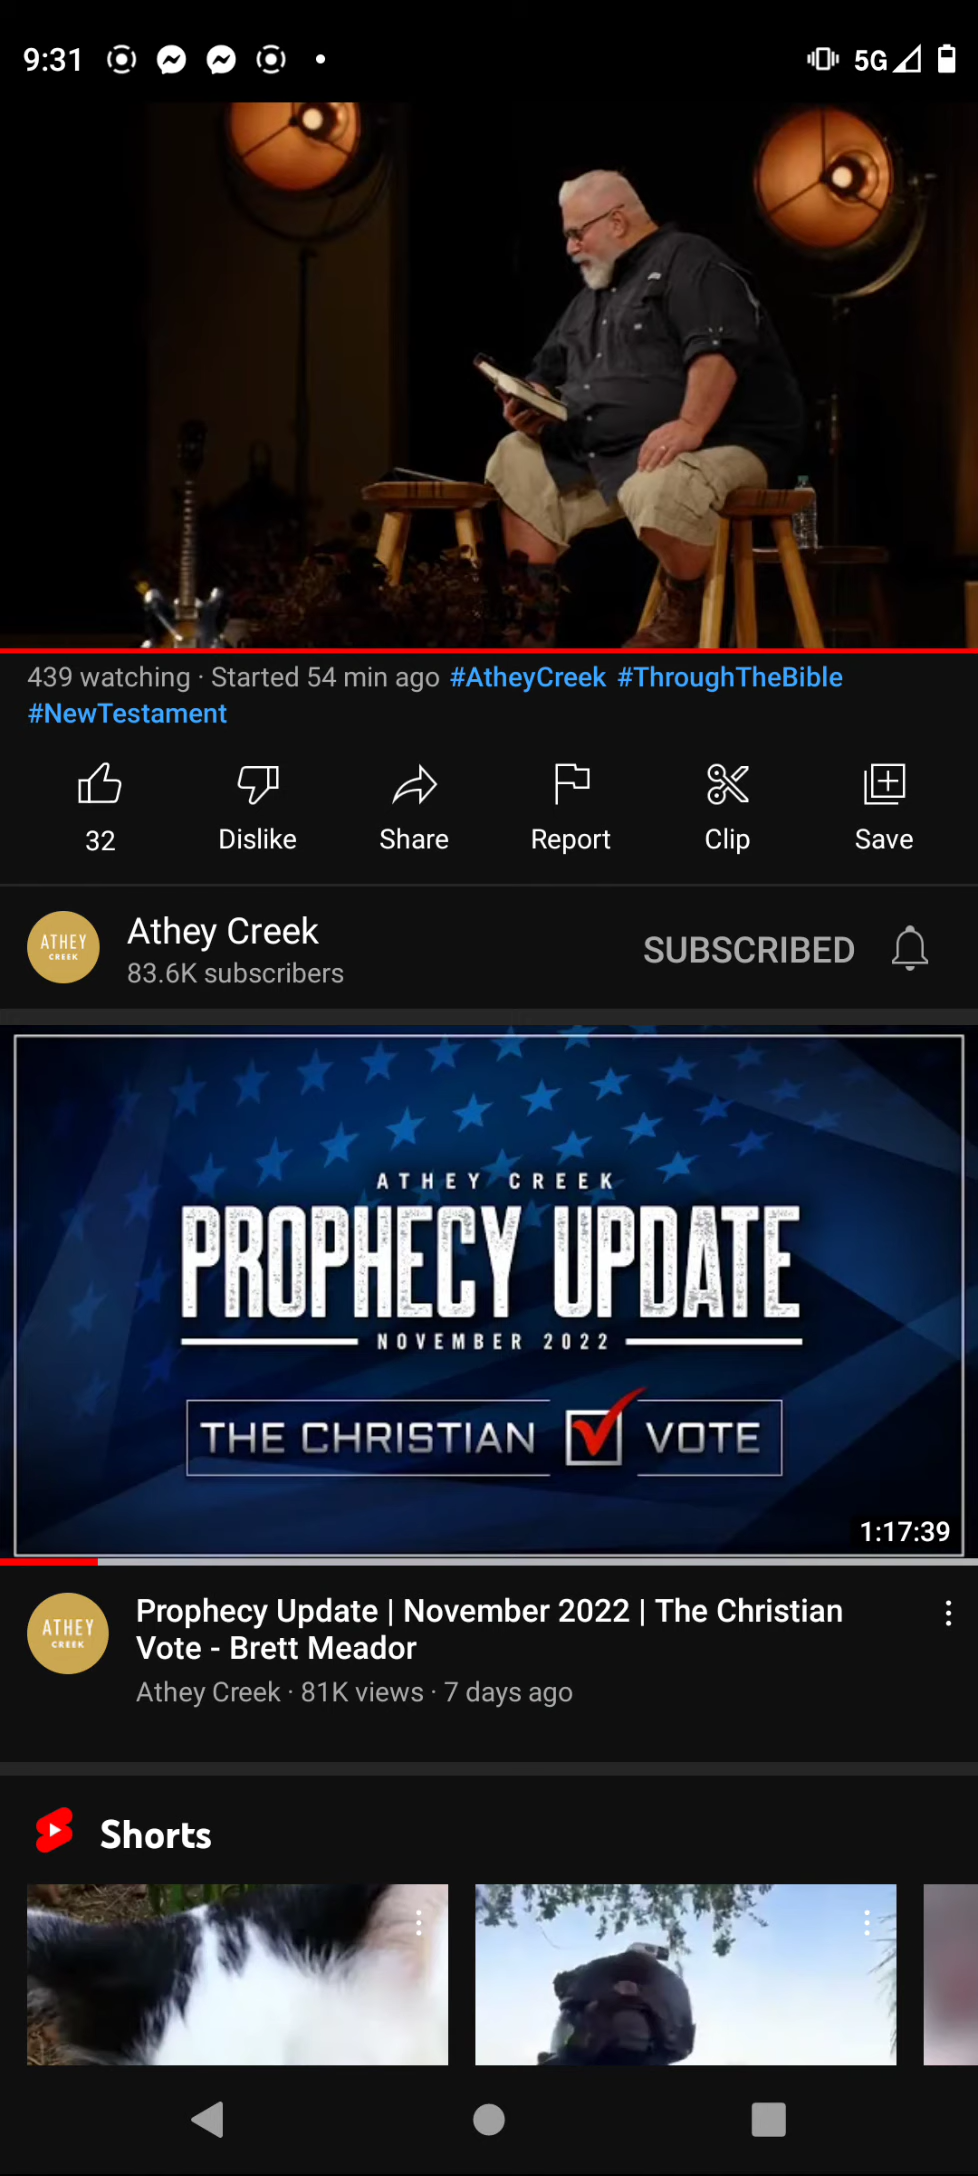 9:31
5G
439 watching · Started 54 min ago #AtheyCreek #ThroughTheBible
#NewTestament
32
Dislike
Share
Report
Clip
Save
ATHEY
CREEK
Athey Creek
83.6K subscribers
SUBSCRIBED
ATHEY CREEK
PROPHECY UPDATE
NOVEMBER 2022
THE CHRISTIAN VOTE
1:17:39
ATHEY
CREEK
Prophecy Update | November 2022 | The Christian
Vote - Brett Meador
Athey Creek · 81K views · 7 days ago
Shorts